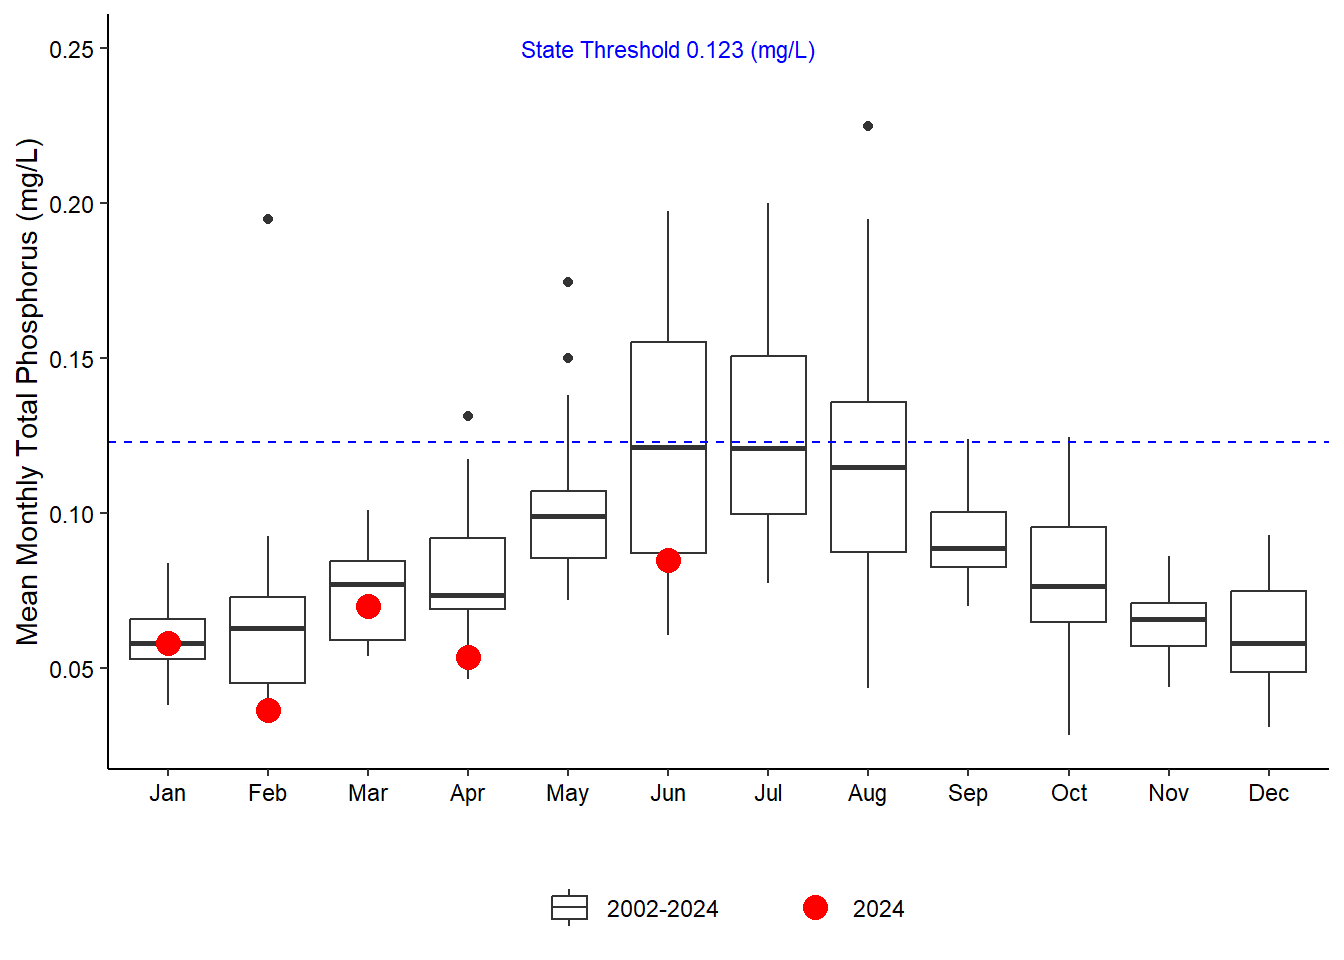 State Threshold 0.123 (mg/L)
Mean Monthly Total Phosphorus (mg/L)
0.25
0.20
0.15
0.10
0.05
Jan Feb Mar Apr May Jun Jul Aug Sep Oct Nov Dec
2002-2024 2024